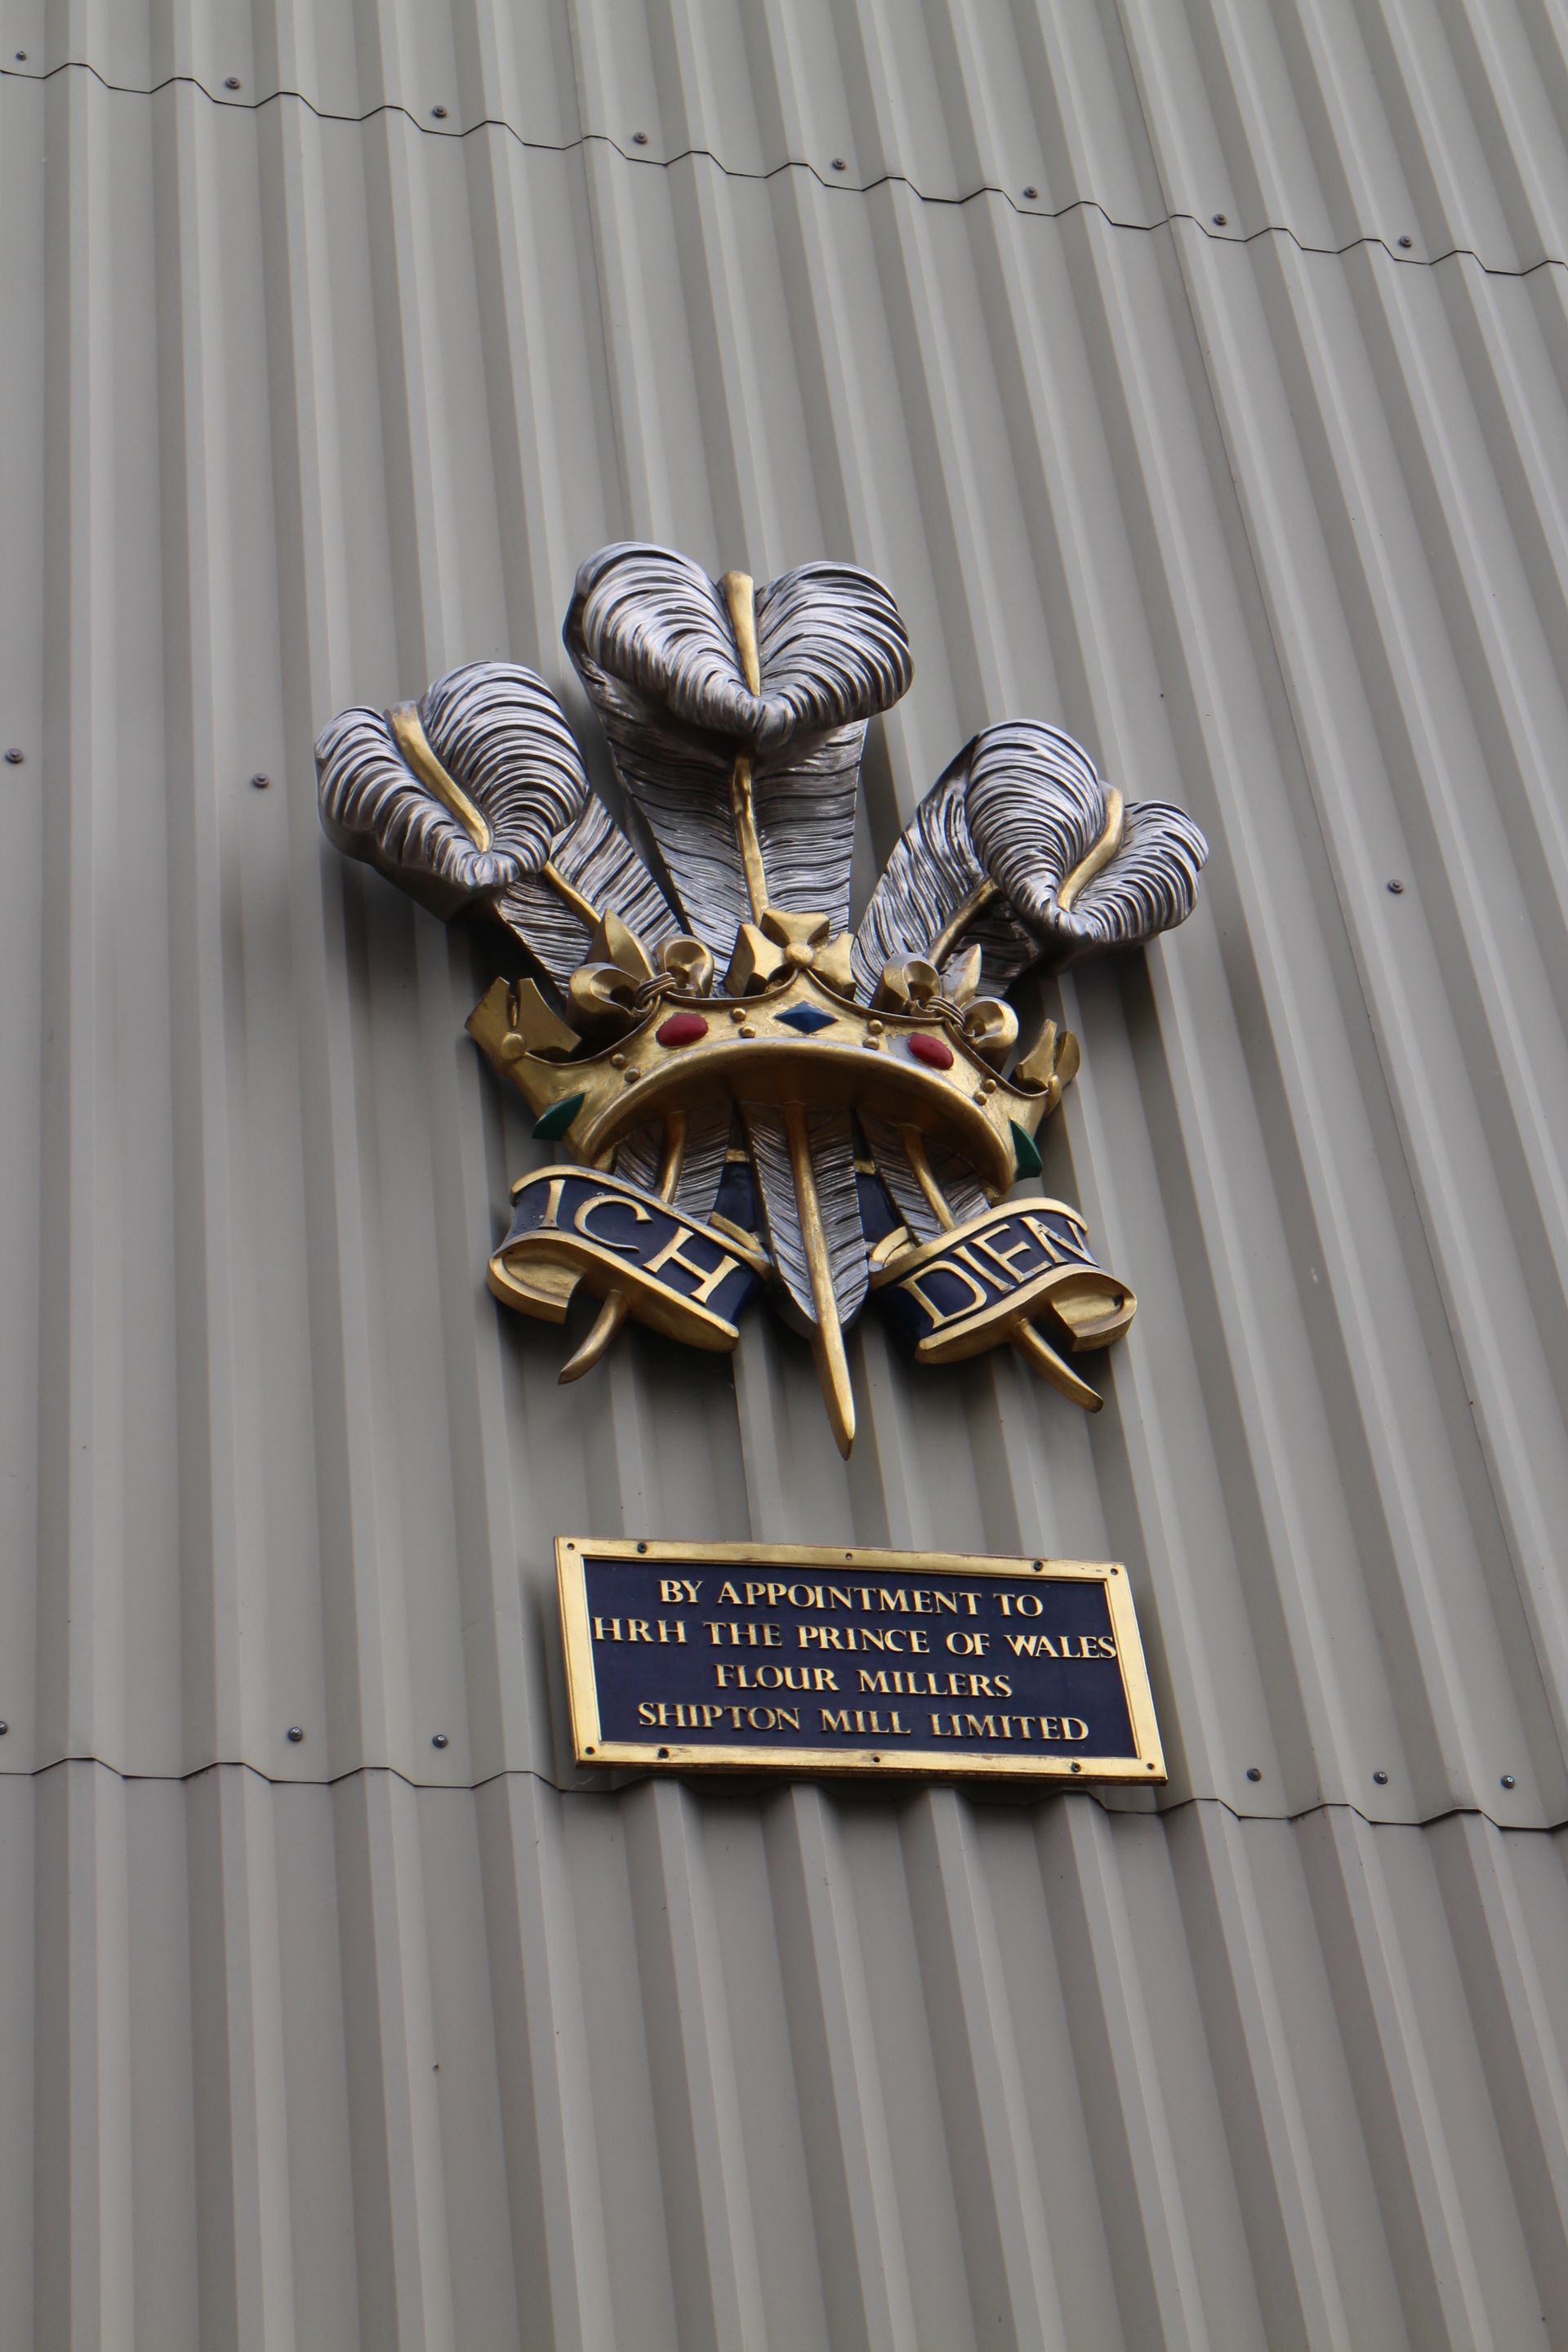 ICH DIEN
BY APPOINTMENT TO
HRH THE PRINCE OF WALES
FLOUR MILLERS
SHIPTON MILL LIMITED